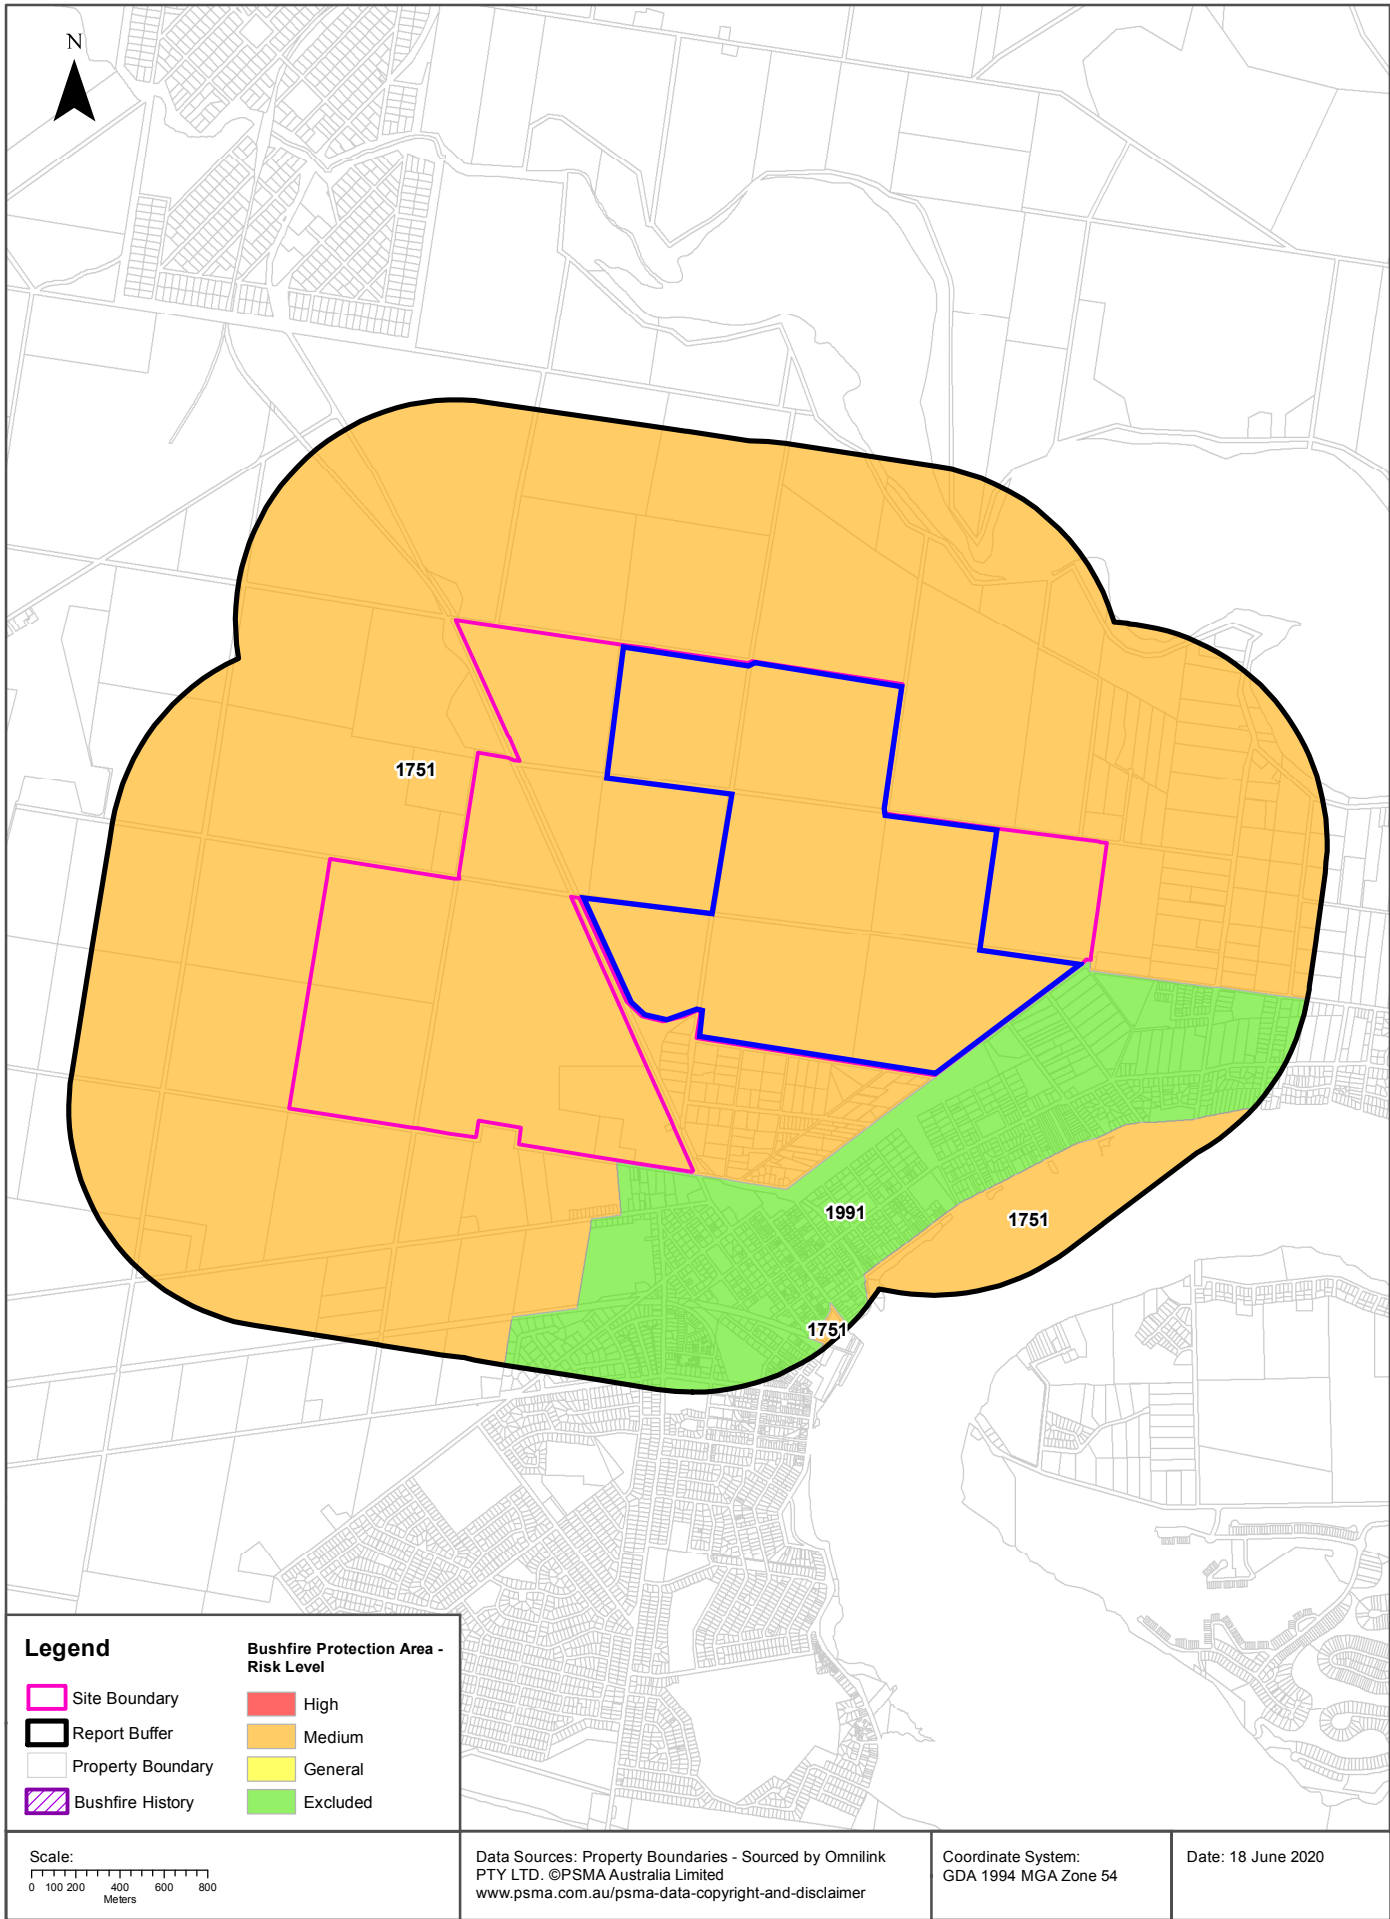 N
1751
1991
1751
1751
Legend
Site Boundary
Report Buffer
Property Boundary
Bushfire History
Bushfire Protection Area -
Risk Level
High
Medium
General
Excluded
Scale:
0 100 200 400 600 800
Meters
Data Sources: Property Boundaries - Sourced by Omnilink
PTY LTD. ©PSMA Australia Limited
www.psma.com.au/psma-data-copyright-and-disclaimer
Coordinate System:
GDA 1994 MGA Zone 54
Date: 18 June 2020